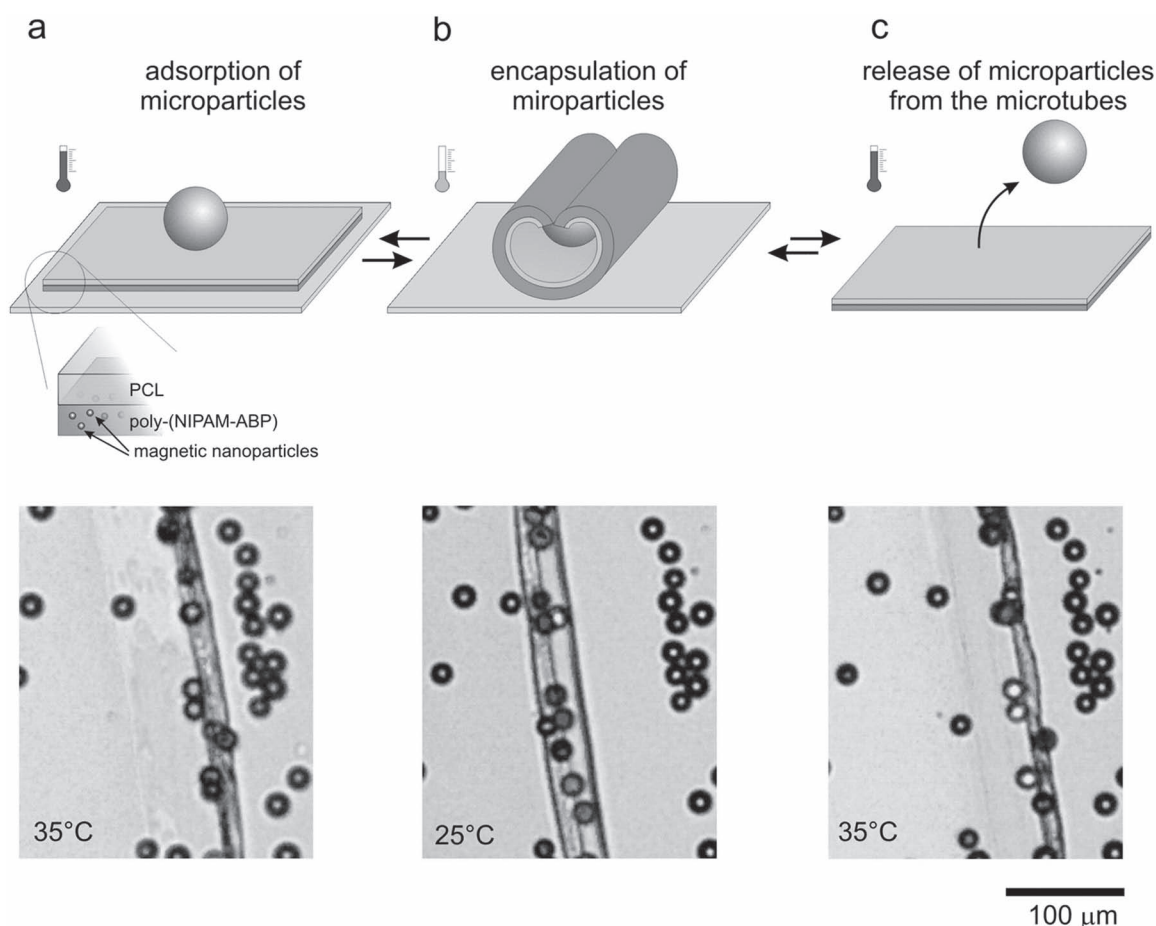 a
adsorption of
microparticles
b
encapsulation of
miroparticles
c
release of microparticles
from the microtubes
PCL
poly-(NIPAM-ABP)
magnetic nanoparticles
35°C
25°C
35°C
100 μm